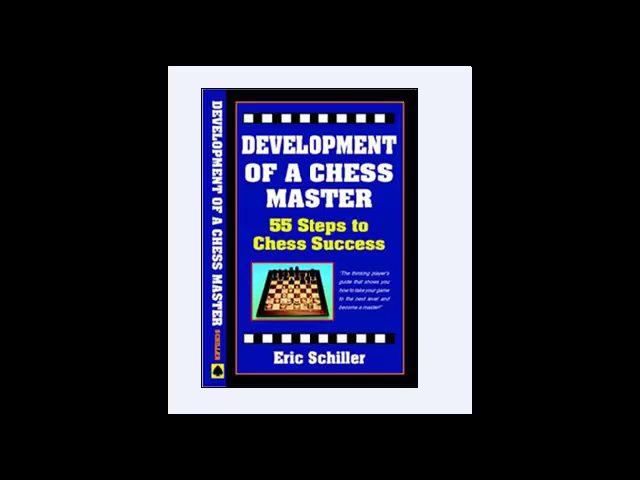 DEVELOPMENT OF A CHESS MASTER SCHILLER
DEVELOPMENT
OF A CHESS
MASTER
55 Steps to
Chess Success
"The thinking player's
guide that shows you
how to take your game
to the next level and
become a master!"
Eric Schiller